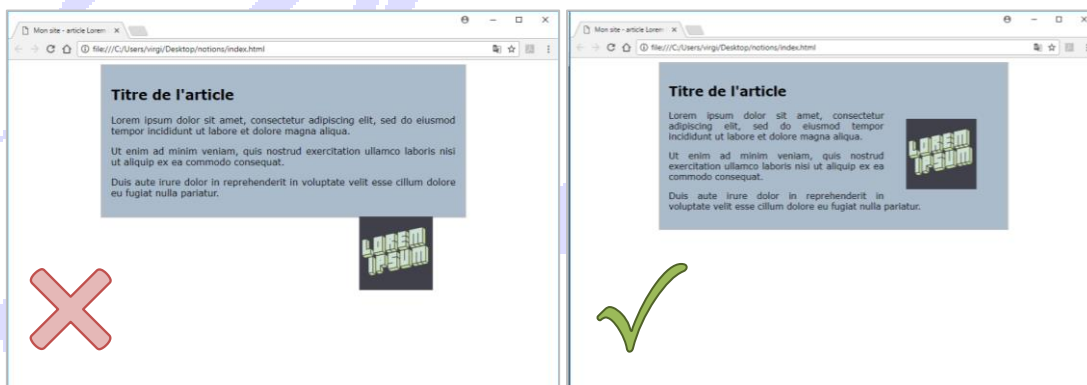 Mon site - article Lorem
file:///C:/Users/virgi/Desktop/notions/index.html
Titre de l'article
Lorem ipsum dolor sit amet, consectetur adipiscing elit, sed do eiusmod
tempor incididunt ut labore et dolore magna aliqua.
Ut enim ad minim veniam, quis nostrud exercitation ullamco laboris nisi
ut aliquip ex ea commodo consequat.
Duis aute irure dolor in reprehenderit in voluptate velit esse cillum dolore
eu fugiat nulla pariatur.
LOREM
IPSUM
Mon site - article Lorem
file:///C:/Users/virgi/Desktop/notions/index.html
Titre de l'article
Lorem ipsum dolor sit amet, consectetur
adipiscing elit, sed do eiusmod tempor
incididunt ut labore et dolore magna aliqua.
Ut enim ad minim veniam, quis nostrud
exercitation ullamco laboris nisi ut aliquip ex ea
commodo consequat.
Duis aute irure dolor in reprehenderit in
voluptate velit esse cillum dolore eu fugiat nulla pariatur.
LOREM
IPSUM